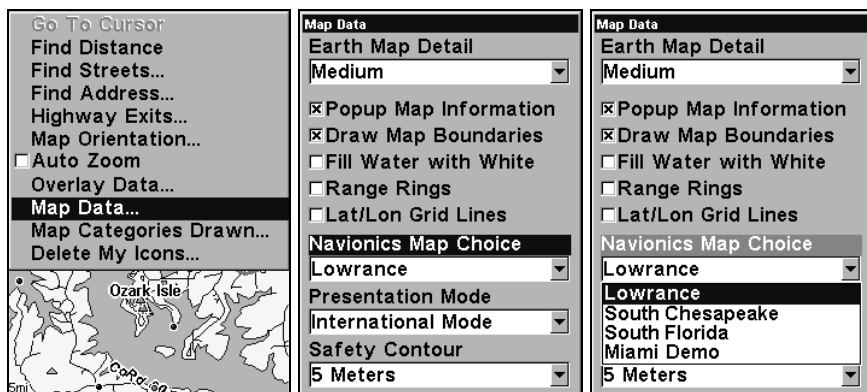 Go To Cursor
Find Distance
Find Streets...
Find Address...
Highway Exits...
Map Orientation...
Auto Zoom
Overlay Data...
Map Data...
Map Categories Drawn...
Delete My Icons...
Ozark Isle
CoRd
5mi
Map Data
Earth Map Detail
Medium
Popup Map Information
Draw Map Boundaries
Fill Water with White
Range Rings
Lat/Lon Grid Lines
Navionics Map Choice
Lowrance
Presentation Mode
International Mode
Safety Contour
5 Meters
Map Data
Earth Map Detail
Medium
Popup Map Information
Draw Map Boundaries
Fill Water with White
Range Rings
Lat/Lon Grid Lines
Navionics Map Choice
Lowrance
Lowrance
South Chesapeake
South Florida
Miami Demo
5 Meters